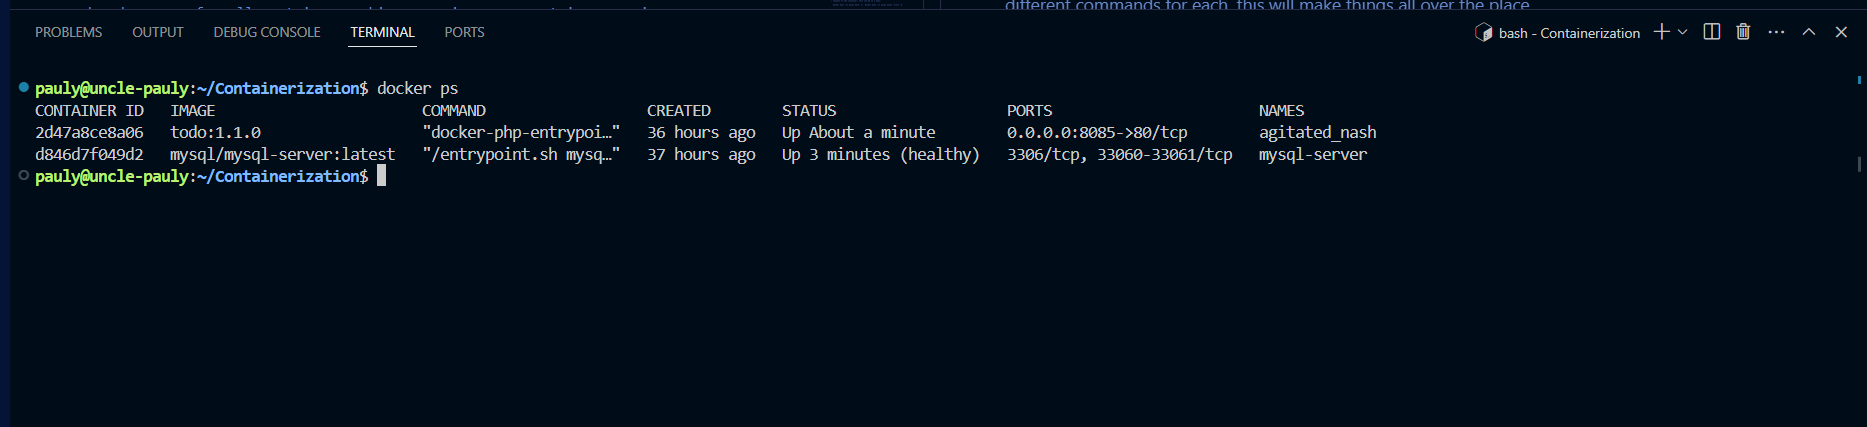 different commands for each, this will make things all over the place
PROBLEMS OUTPUT DEBUG CONSOLE TERMINAL PORTS bash - Containerization
pauly@uncle-pauly:~/Containerization$ docker ps
CONTAINER ID IMAGE COMMAND CREATED STATUS PORTS NAMES
2d47a8ce8a06 todo:1.1.0 "docker-php-entrypoi…" 36 hours ago Up About a minute 0.0.0.0:8085->80/tcp agitated_nash
d846d7f049d2 mysql/mysql-server:latest "/entrypoint.sh mysq…" 37 hours ago Up 3 minutes (healthy) 3306/tcp, 33060-33061/tcp mysql-server
pauly@uncle-pauly:~/Containerization$